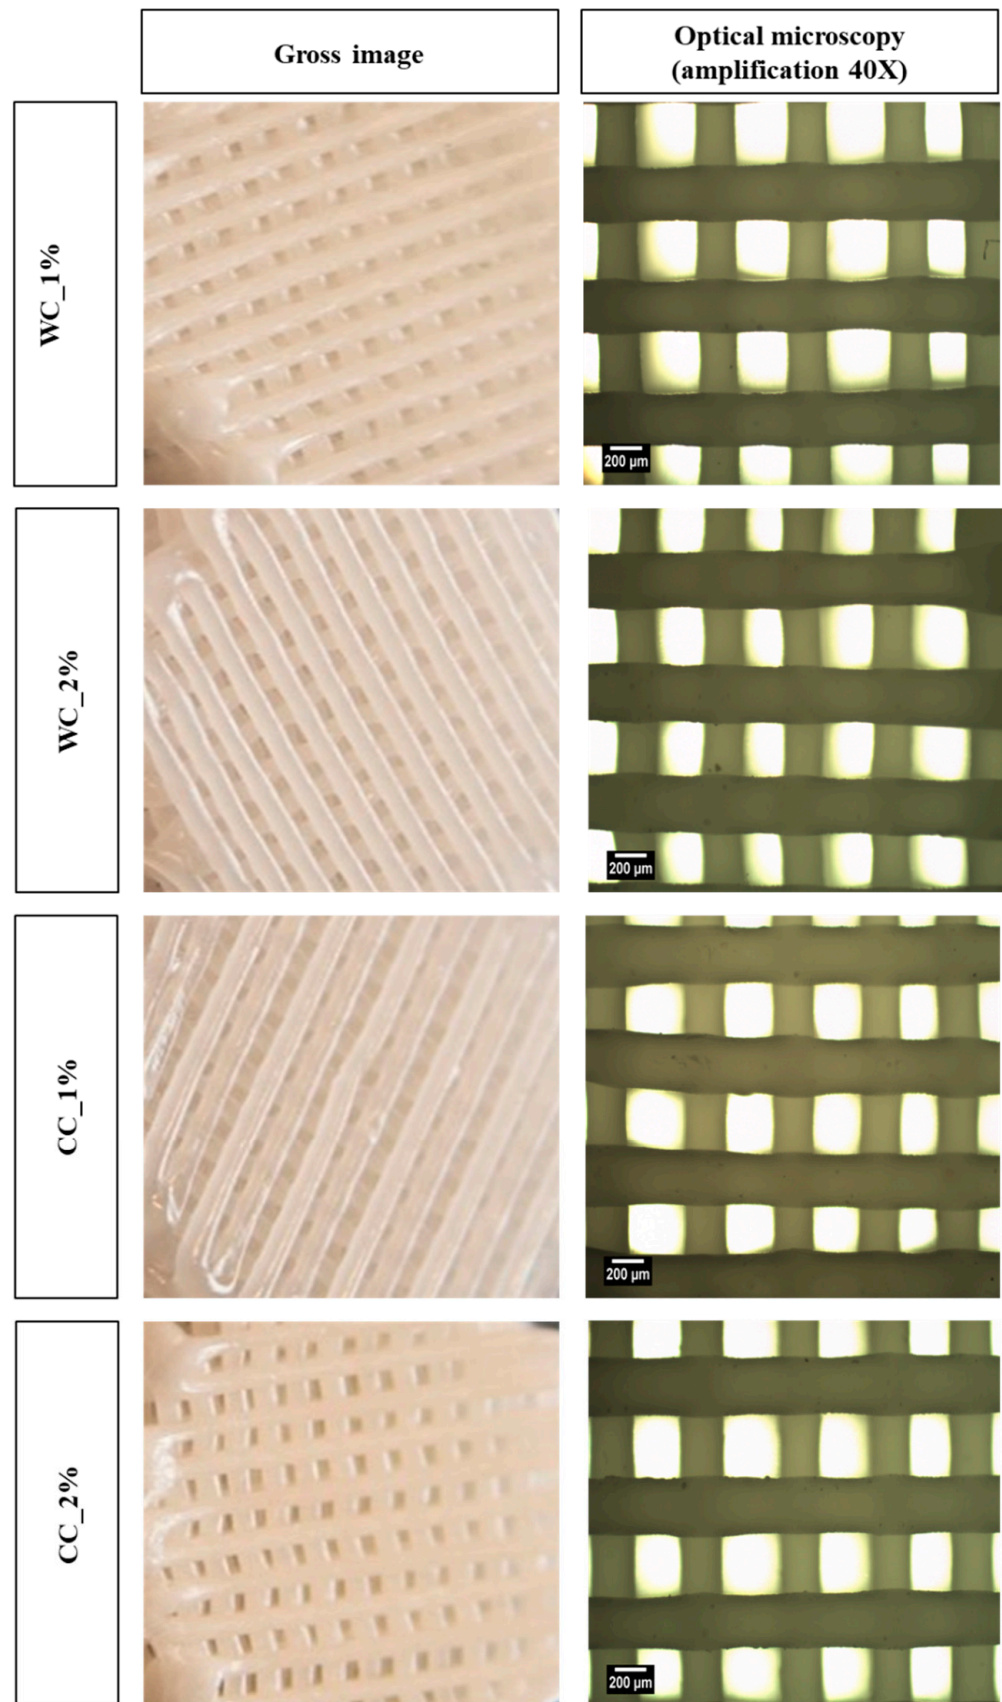 Gross image
Optical microscopy
(amplification 40X)
WC_1%
200 µm
WC_2%
200 µm
CC_1%
200 µm
CC_2%
200 µm